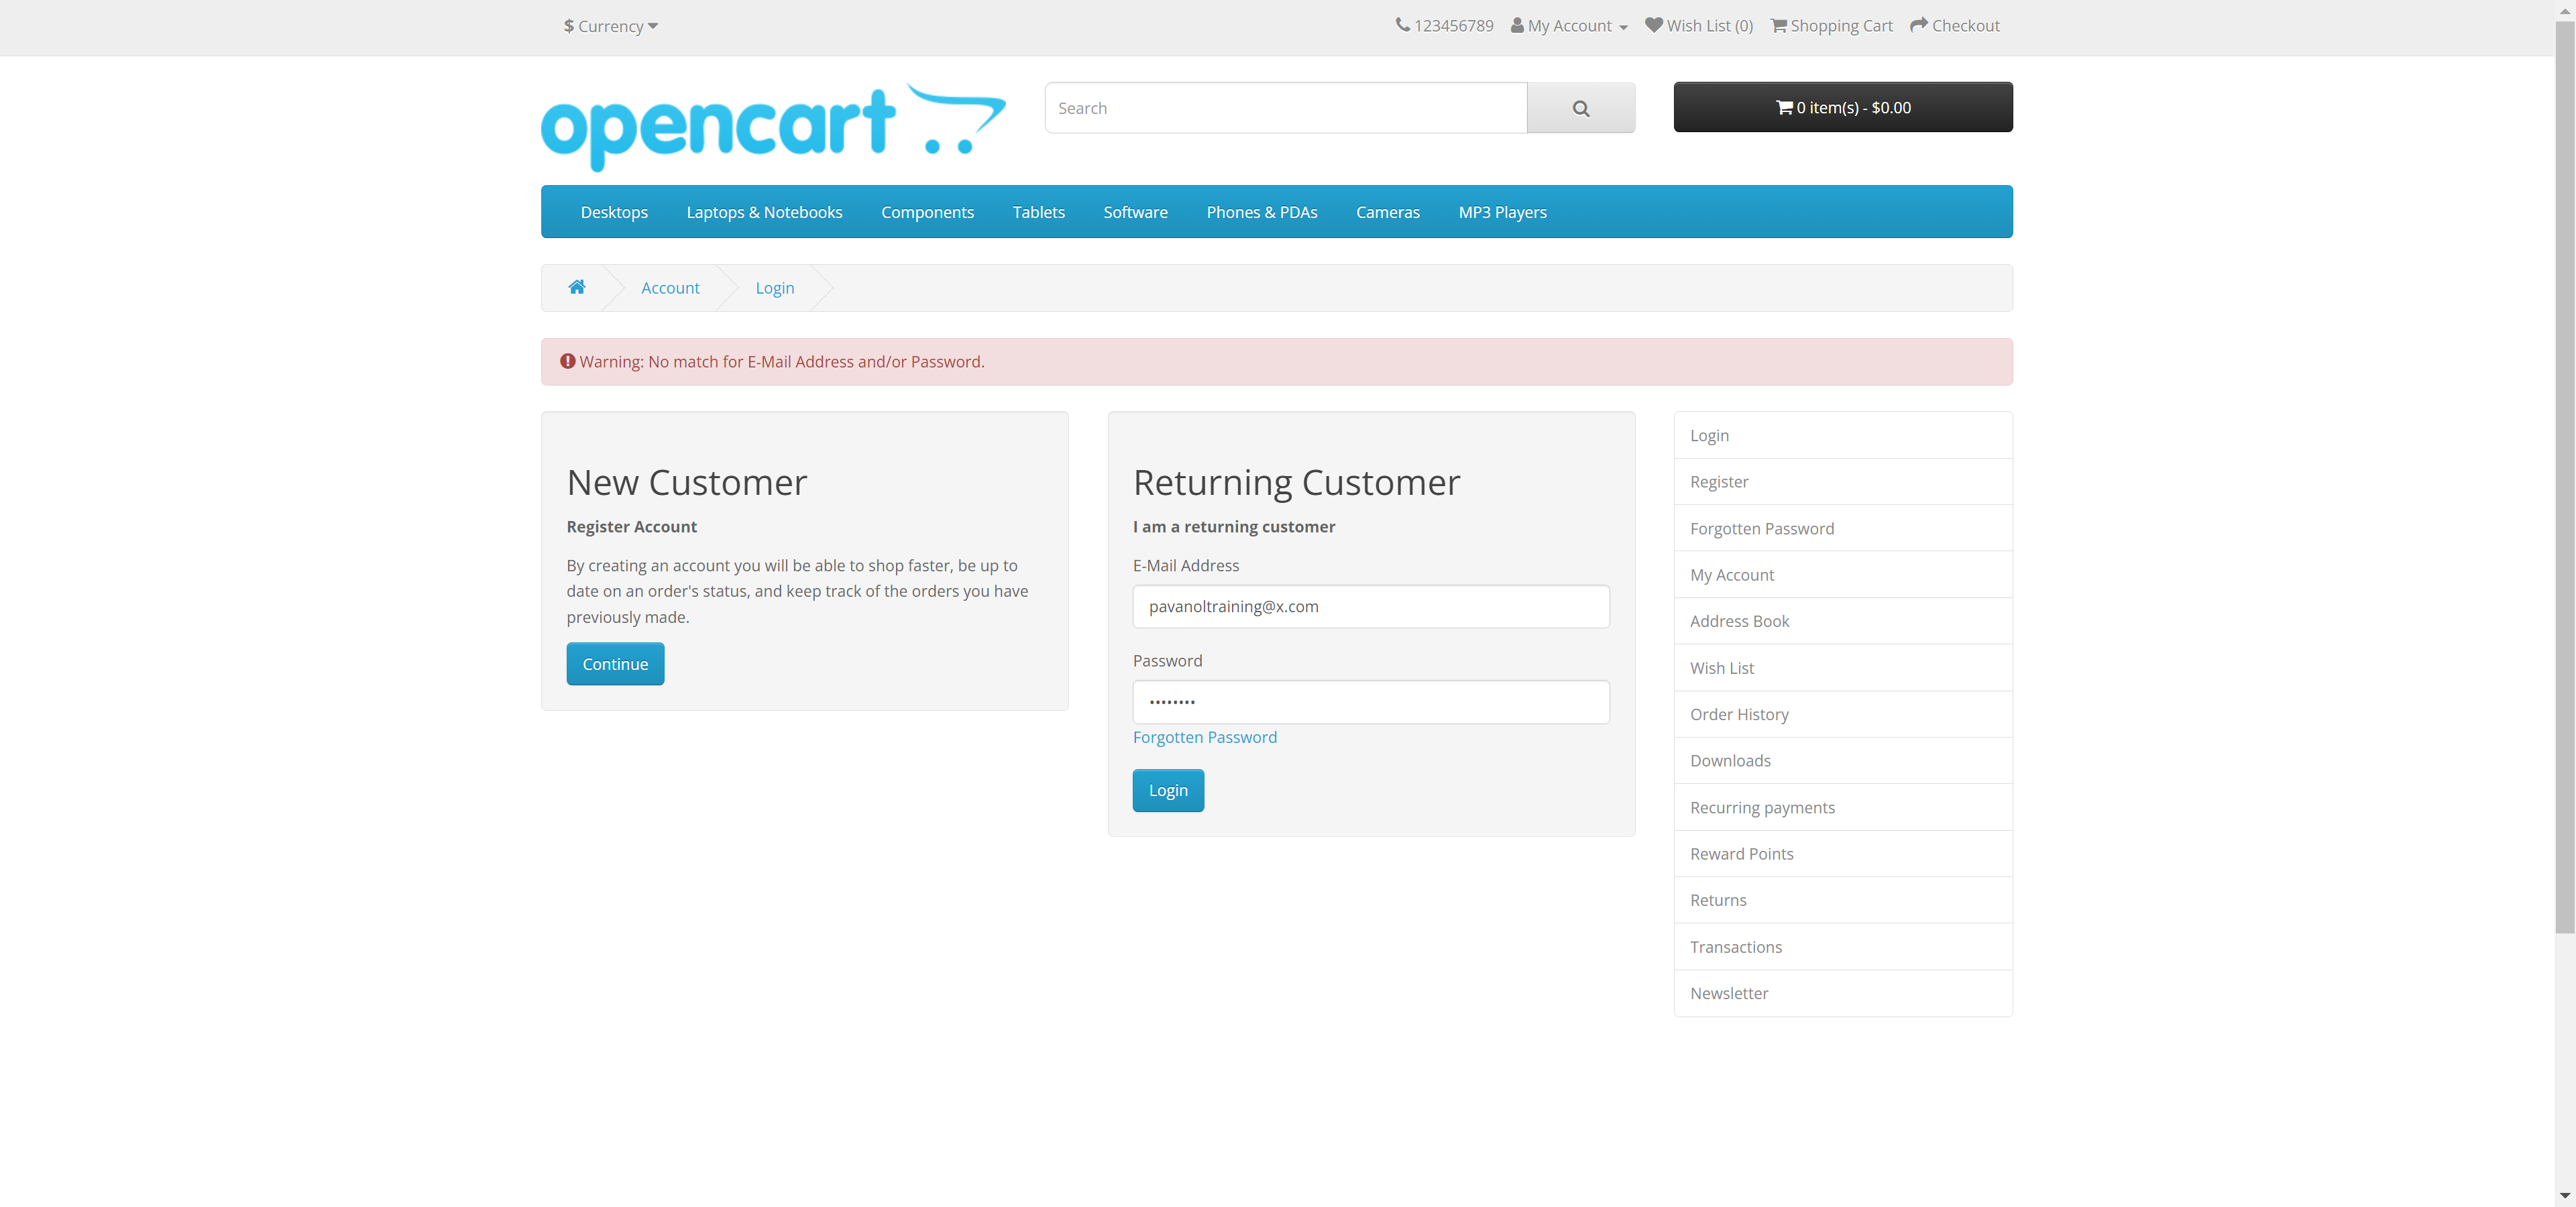 $ Currency
123456789 My Account Wish List (0) Shopping Cart Checkout
opencart
Search
0 item(s) - $0.00
Desktops Laptops & Notebooks Components Tablets Software Phones & PDAs Cameras MP3 Players
Account Login
Warning: No match for E-Mail Address and/or Password.
New Customer
Register Account
By creating an account you will be able to shop faster, be up to
date on an order's status, and keep track of the orders you have
previously made.
Continue
Returning Customer
I am a returning customer
E-Mail Address
pavanoltraining@x.com
Password
••••••••
Forgotten Password
Login
Login
Register
Forgotten Password
My Account
Address Book
Wish List
Order History
Downloads
Recurring payments
Reward Points
Returns
Transactions
Newsletter